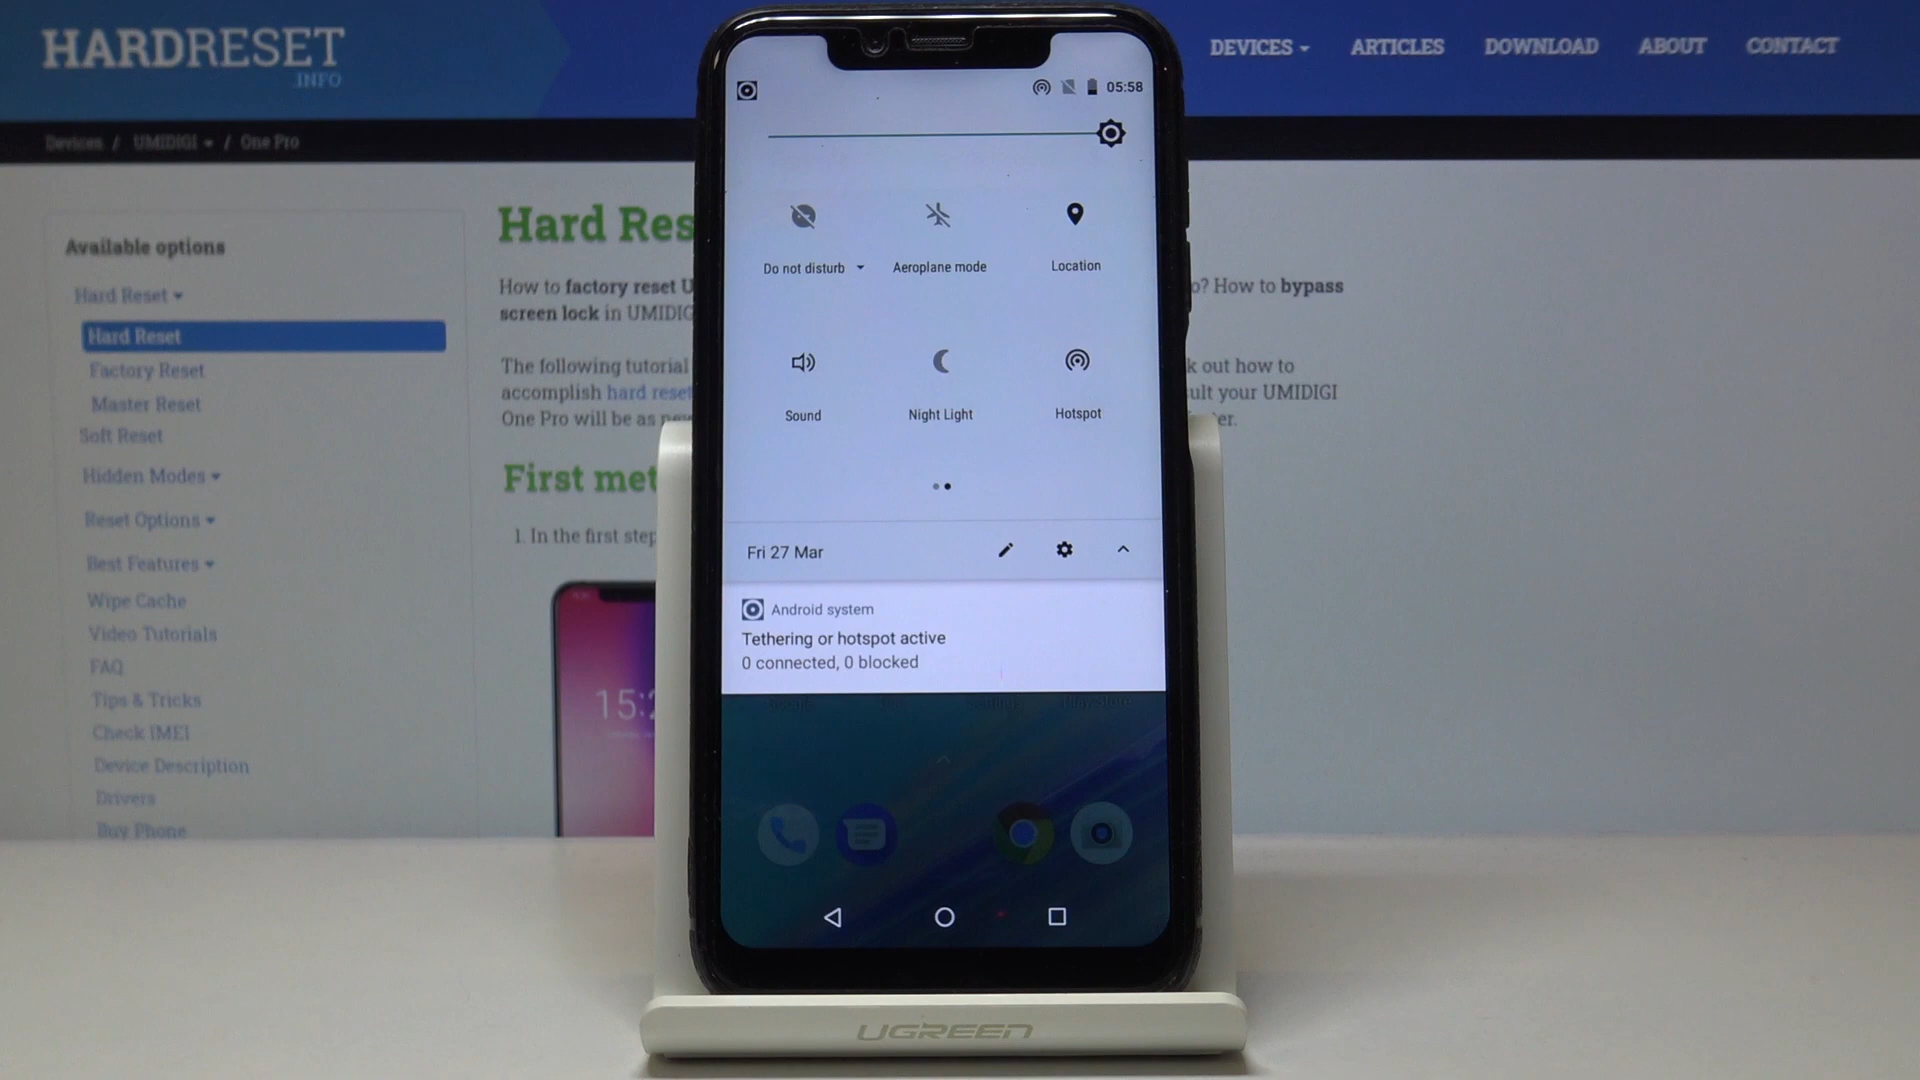 HARDRESET
.INFO
DEVICES
ARTICLES
DOWNLOAD
ABOUT
CONTACT
Devices / UMIDIGI / One Pro
Available options
Hard Reset
Hard Reset
Factory Reset
Master Reset
Soft Reset
Hidden Modes
Reset Options
Best Features
Wipe Cache
Video Tutorials
FAQ
Tips & Tricks
Check IMEI
Device Description
Drivers
Buy Phone
Hard Res
How to factory reset U
o? How to bypass
screen lock in UMIDIG
The following tutorial
k out how to
accomplish hard reset
ult your UMIDIGI
One Pro will be as new
er.
First met
1. In the first step
15:2
05:58
Do not disturb
Aeroplane mode
Location
Sound
Night Light
Hotspot
Fri 27 Mar
Android system
Tethering or hotspot active
0 connected, 0 blocked
UGREEN